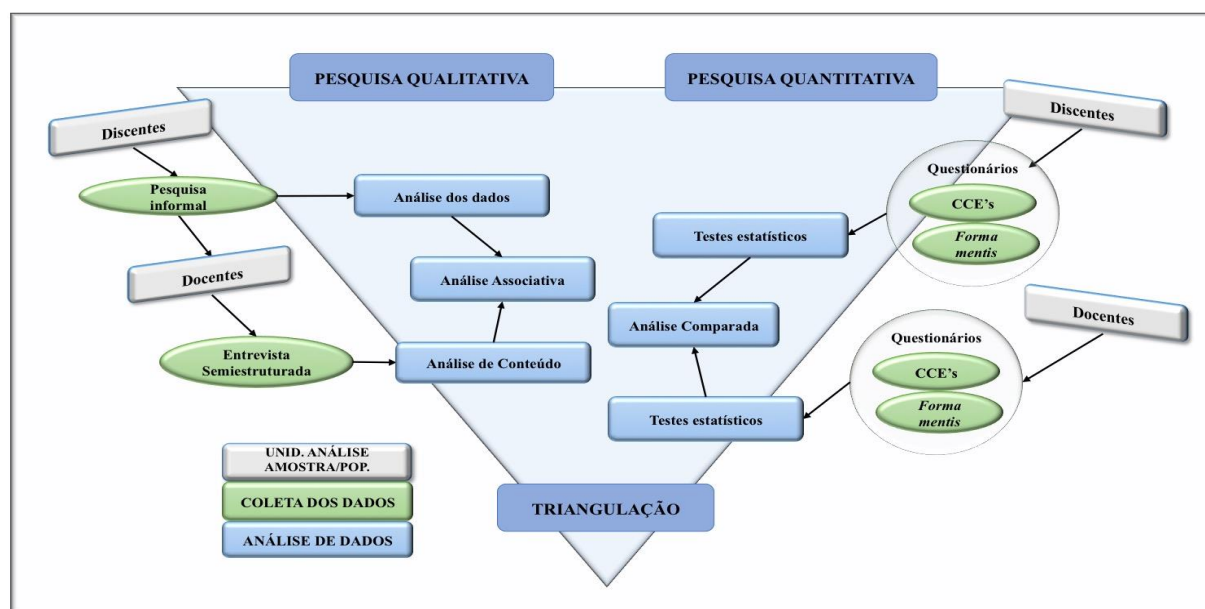 PESQUISA QUALITATIVA
PESQUISA QUANTITATIVA
Discentes
Pesquisa
informal
Docentes
Entrevista
Semiestruturada
Análise dos dados
Análise Associativa
Análise de Conteúdo
Discentes
Questionários
CCE’s
Forma
mentis
Testes estatísticos
Análise Comparada
Testes estatísticos
Docentes
Questionários
CCE’s
Forma
mentis
UNID. ANÁLISE
AMOSTRA/POP.
COLETA DOS DADOS
ANÁLISE DE DADOS
TRIANGULAÇÃO